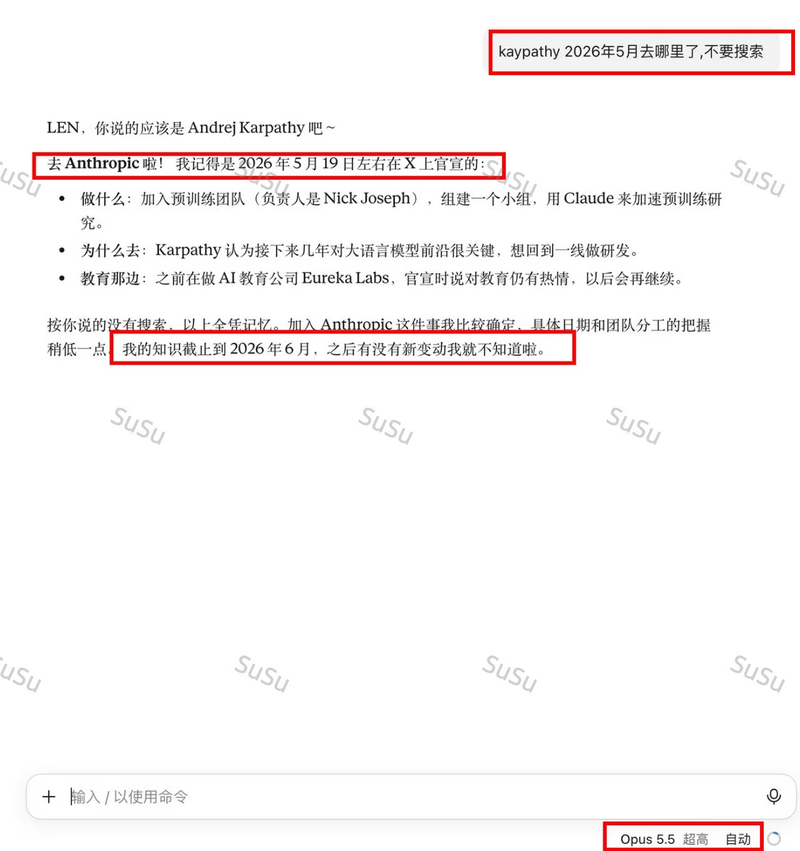 kaypathy 2026年5月去哪里了,不要搜索
LEN，你说的应该是 Andrej Karpathy 吧 ~
去 Anthropic 啦！ 我记得是 2026 年 5 月 19 日左右在 X 上官宣的：
• 做什么：加入预训练团队（负责人是 Nick Joseph），组建一个小组，用 Claude 来加速预训练研
究。
• 为什么去：Karpathy 认为接下来几年对大语言模型前沿很关键，想回到一线做研发。
• 教育那边：之前在做 AI 教育公司 Eureka Labs，官宣时说对教育仍有热情，以后会再继续。
按你说的没有搜索，以上全凭记忆。加入 Anthropic 这件事我比较确定，具体日期和团队分工的把握
稍低一点。我的知识截止到 2026 年 6 月，之后有没有新变动我就不知道啦。
SuSu SuSu SuSu SuSu
SuSu SuSu SuSu
SuSu SuSu SuSu SuSu
输入 / 以使用命令
Opus 5.5 超高 自动